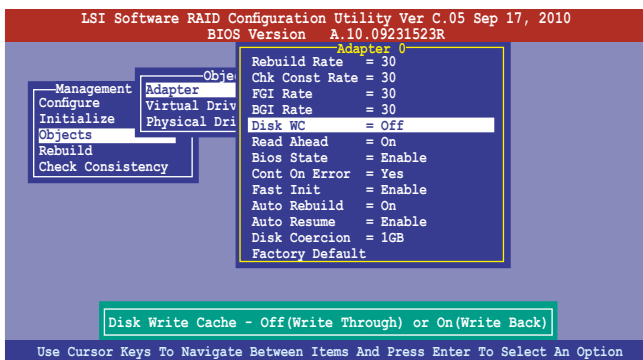 LSI Software RAID Configuration Utility Ver C.05 Sep 17, 2010
BIOS Version A.10.09231523R
Management
Configure
Initialize
Objects
Rebuild
Check Consistency
Obje
Adapter
Virtual Driv
Physical Dri
Adapter 0
Rebuild Rate = 30
Chk Const Rate = 30
FGI Rate = 30
BGI Rate = 30
Disk WC = Off
Read Ahead = On
Bios State = Enable
Cont On Error = Yes
Fast Init = Enable
Auto Rebuild = On
Auto Resume = Enable
Disk Coercion = 1GB
Factory Default
Disk Write Cache - Off(Write Through) or On(Write Back)
Use Cursor Keys To Navigate Between Items And Press Enter To Select An Option